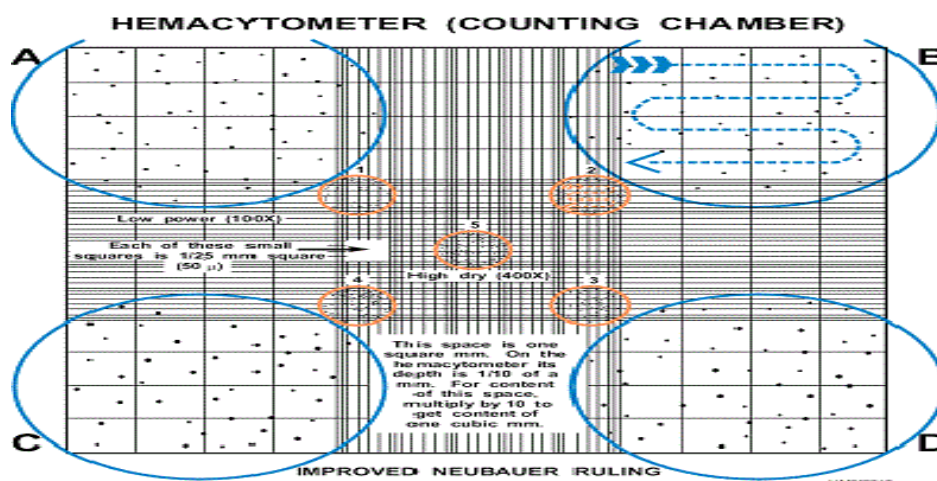 HEMACYTOMETER (COUNTING CHAMBER)
A
1
2
Low power (100X)
5
Each of these small
squares is 1/25 mm square
(50 µ)
High dry (400X)
4
3
This space is one
square mm. On the
hemacytometer its
depth is 1/10 of a
mm. For content
of this space,
multiply by 10 to
get content of
one cubic mm.
C
D
IMPROVED NEUBAUER RULING